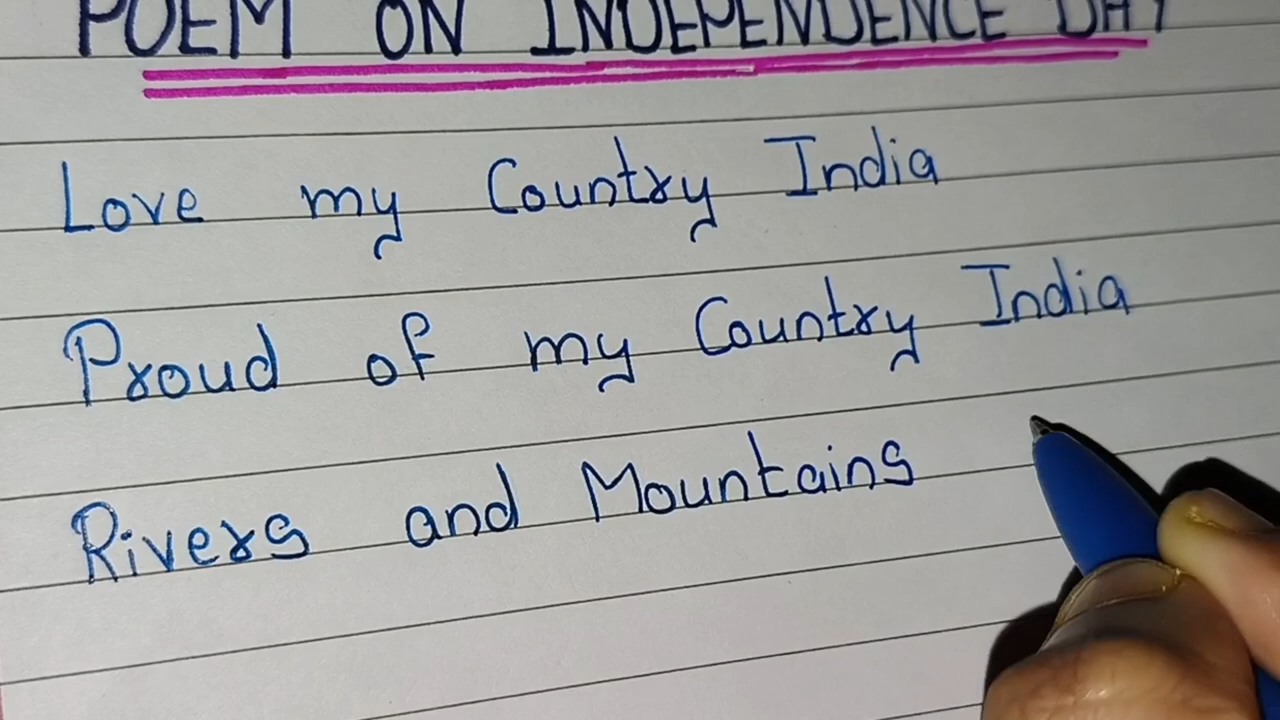 POEM ON INDEPENDENCE DAY
Love my Country India
Proud of my Country India
Rivers and Mountains